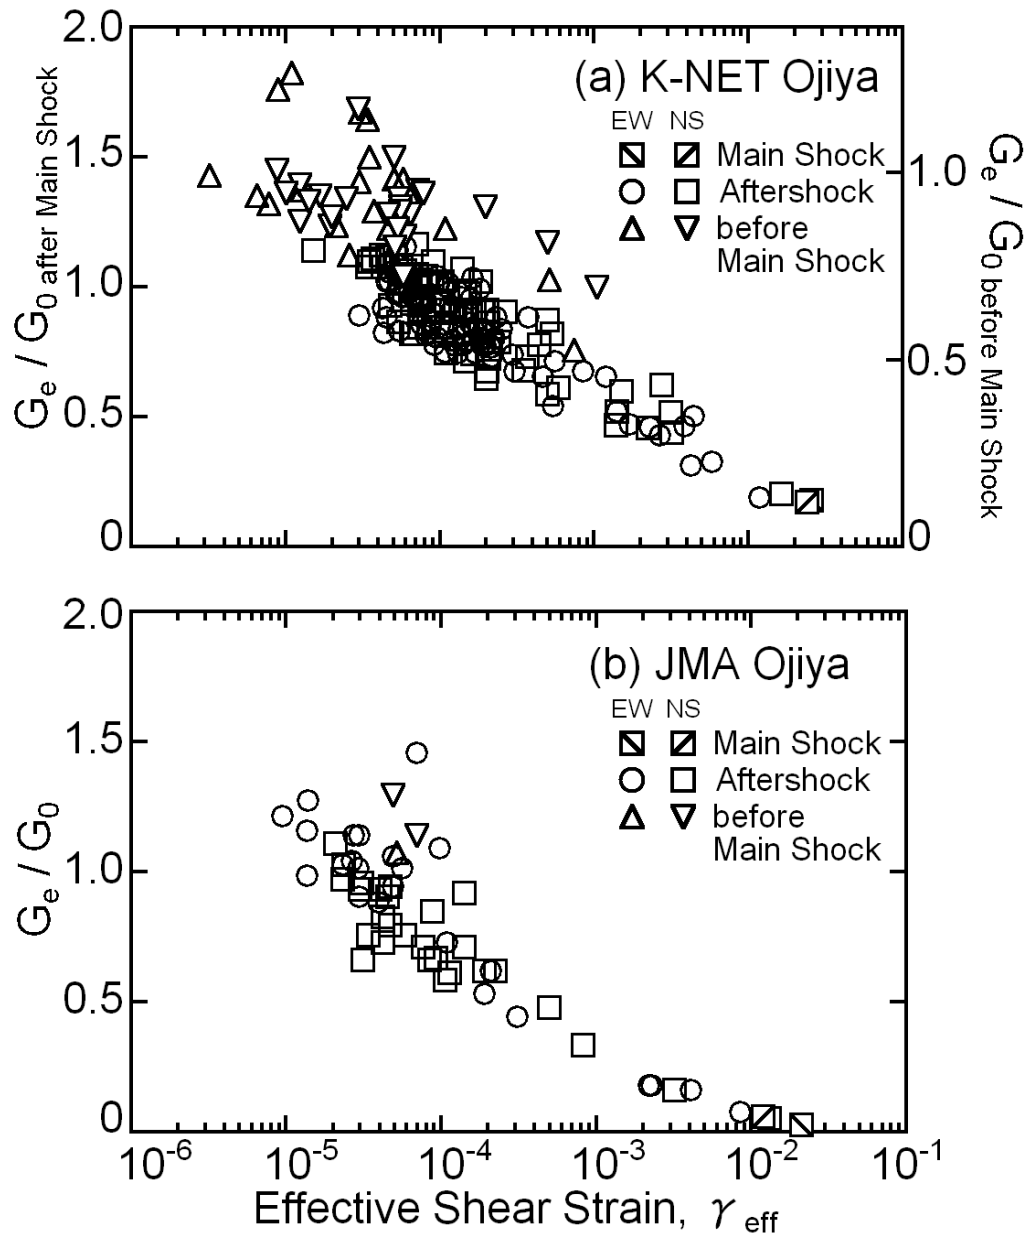 2.0
1.5
1.0
0.5
0
Ge / G0 after Main Shock
(a) K-NET Ojiya
EW NS
Main Shock
Aftershock
before
Main Shock
1.0
0.5
0
Ge / G0 before Main Shock
2.0
1.5
1.0
0.5
0
Ge / G0
(b) JMA Ojiya
EW NS
Main Shock
Aftershock
before
Main Shock
10-6 10-5 10-4 10-3 10-2 10-1
Effective Shear Strain, γ eff